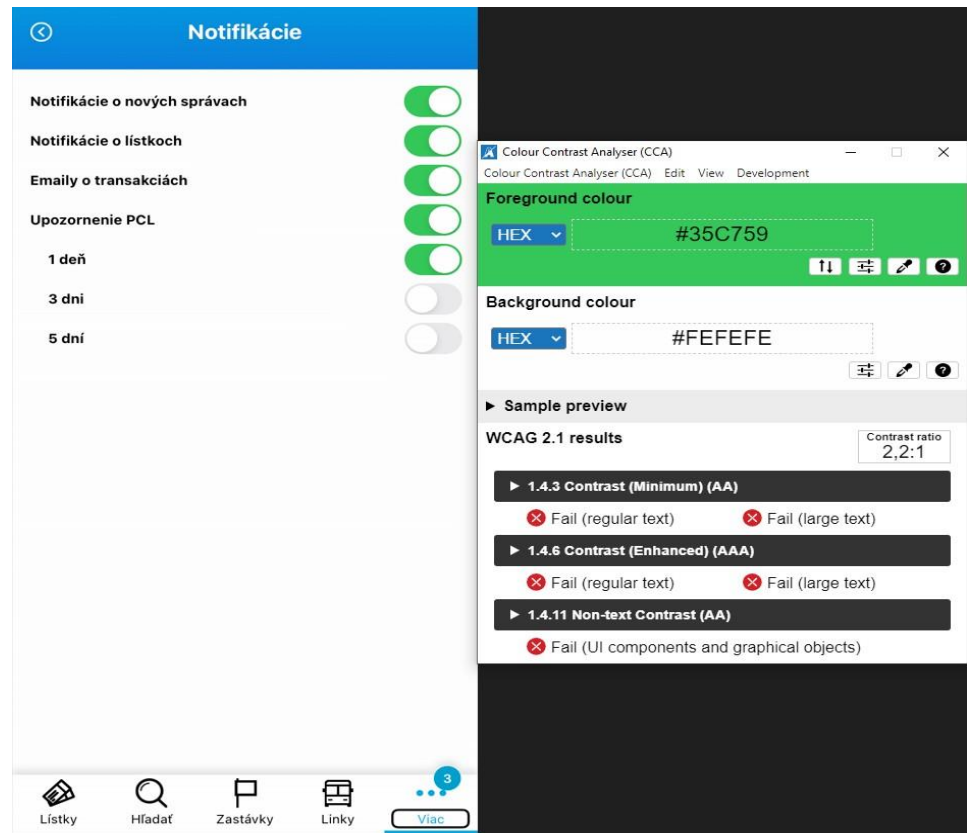 Notifikácie
Notifikácie o nových správach
Notifikácie o lístkoch
Emaily o transakciách
Upozornenie PCL
1 deň
3 dni
5 dní
3
Lístky
Hľadať
Zastávky
Linky
Viac
Colour Contrast Analyser (CCA)
Colour Contrast Analyser (CCA) Edit View Development
Foreground colour
HEX #35C759
Background colour
HEX #FEFEFE
▶ Sample preview
WCAG 2.1 results
Contrast ratio
2,2:1
▶ 1.4.3 Contrast (Minimum) (AA)
Fail (regular text) Fail (large text)
▶ 1.4.6 Contrast (Enhanced) (AAA)
Fail (regular text) Fail (large text)
▶ 1.4.11 Non-text Contrast (AA)
Fail (UI components and graphical objects)